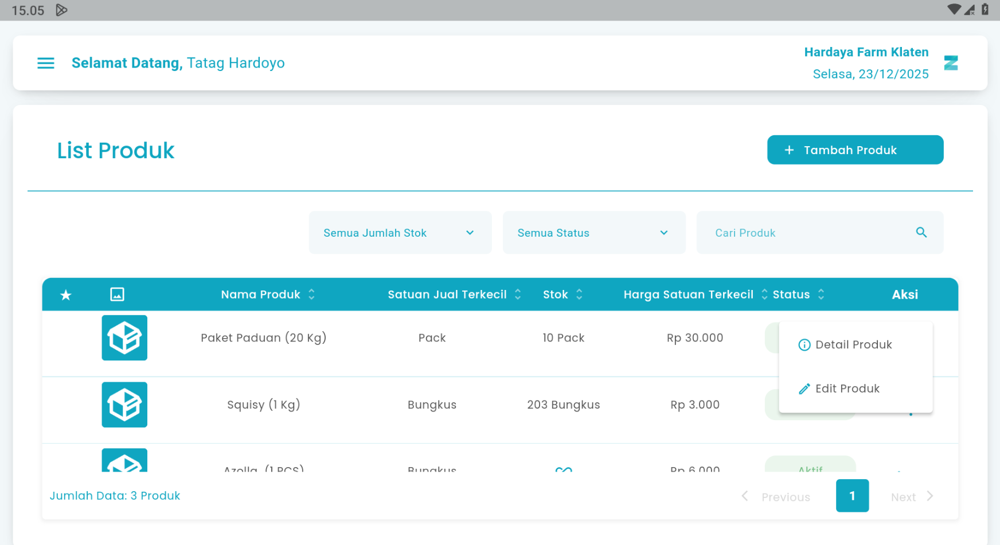 15.05
Selamat Datang, Tatag Hardoyo
Hardaya Farm Klaten
Selasa, 23/12/2025
List Produk
+ Tambah Produk
Semua Jumlah Stok
Semua Status
Cari Produk
Nama Produk Satuan Jual Terkecil Stok Harga Satuan Terkecil Status Aksi
Paket Paduan (20 Kg) Pack 10 Pack Rp 30.000
Detail Produk
Edit Produk
Squisy (1 Kg) Bungkus 203 Bungkus Rp 3.000
Azolla (1 PCS) Bungkus Rp 6.000 Aktif
Jumlah Data: 3 Produk
Previous 1 Next